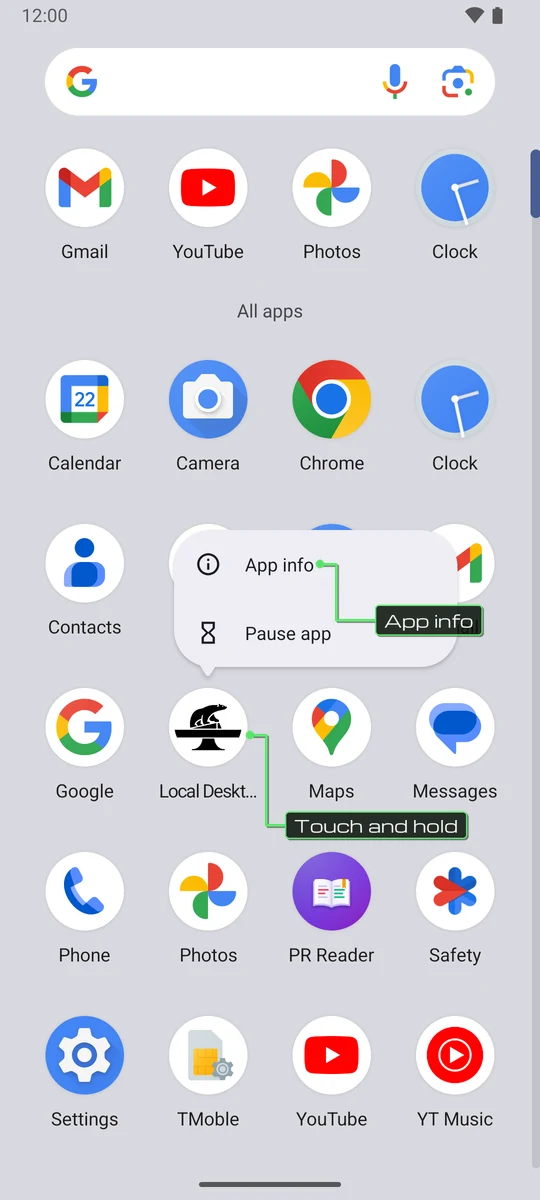 12:00
Gmail
YouTube
Photos
Clock
All apps
22
Calendar
Camera
Chrome
Clock
App info
App info
Contacts
Pause app
Google
Local Deskt...
Maps
Messages
Touch and hold
Phone
Photos
PR Reader
Safety
Settings
TMoble
YouTube
YT Music